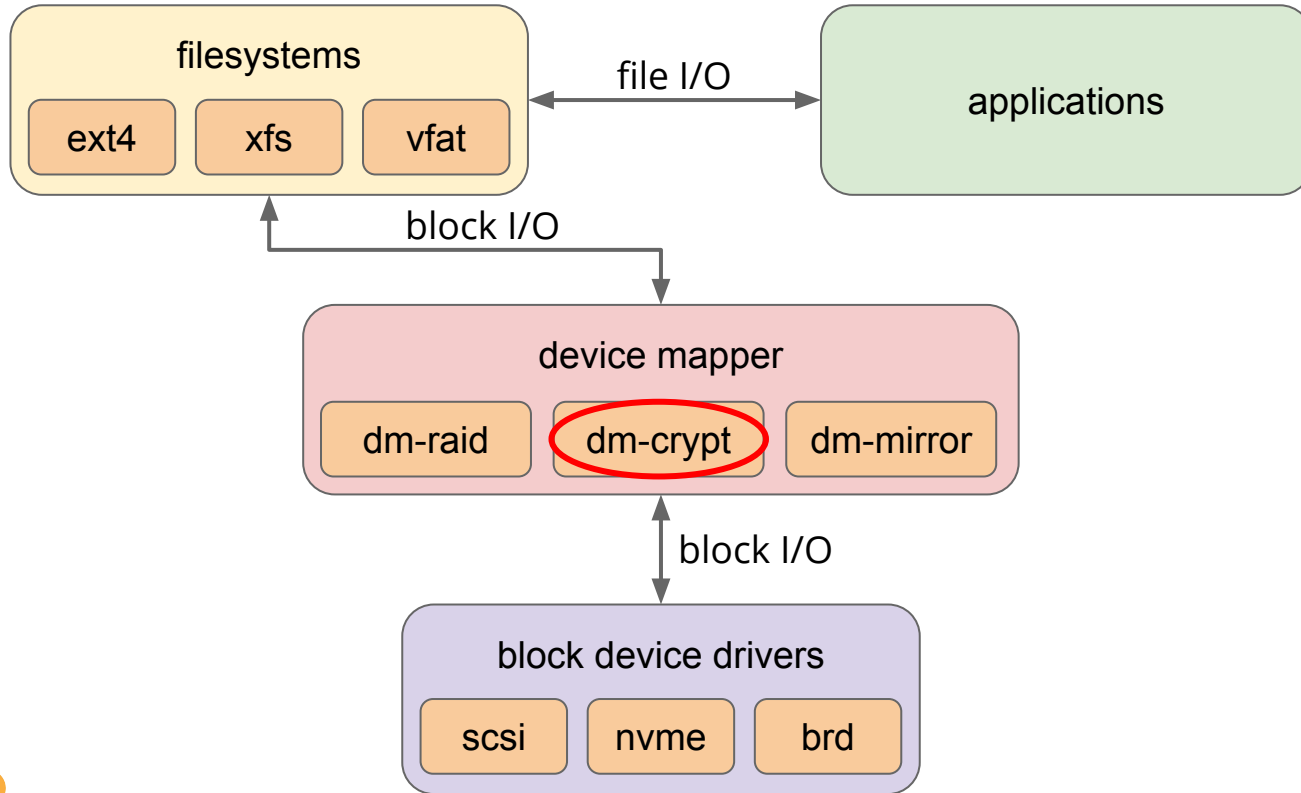 filesystems
ext4 xfs vfat
file I/O
applications
block I/O
device mapper
dm-raid dm-crypt dm-mirror
block I/O
block device drivers
scsi nvme brd